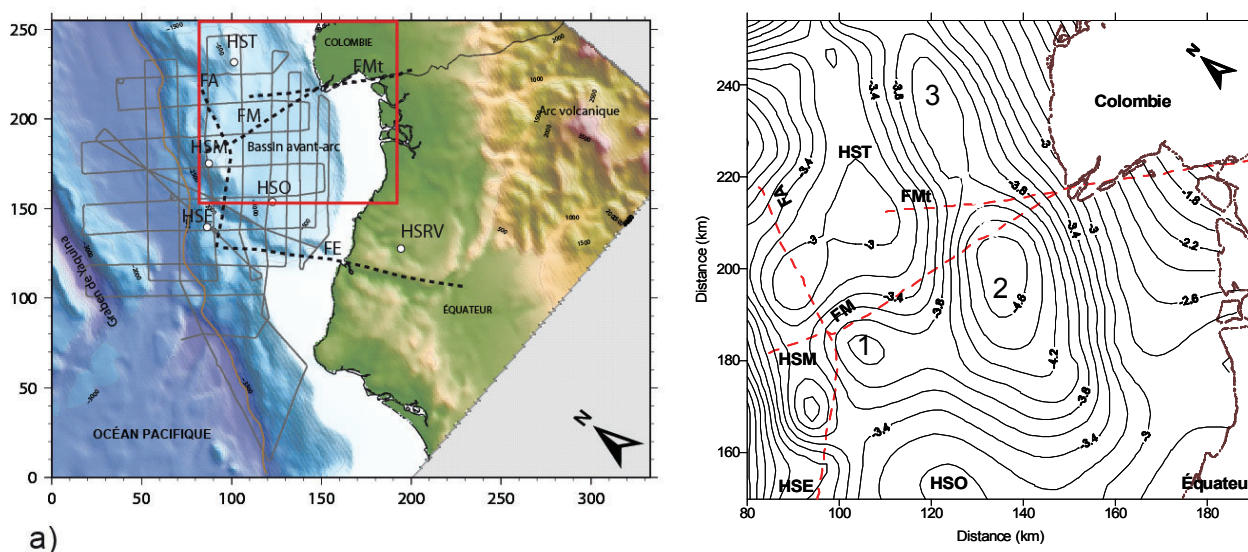 HST
COLOMBIE
FMt
FA
FM
HSM
Bassin avant-arc
Arc volcanique
HSO
HSE
FE
HSRV
Graben de Yaquina
ÉQUATEUR
OCÉAN PACIFIQUE
N
250
200
150
100
50
0
0 50 100 150 200 250 300
a)
240
220
200
180
160
Distance (km)
80 100 120 140 160 180
Distance (km)
N
Colombie
3
-3.4
-3.4
-3.8
-3
HST
-3.8
-1.8
FA
FMt
-3.4
-3
-2.2
-3
-3
2
-2.6
-3.4
-3.8
-4.6
FM
1
HSM
-4.2
-3.8
-3.4
-3.4
-3
HSE
HSO
Équateur